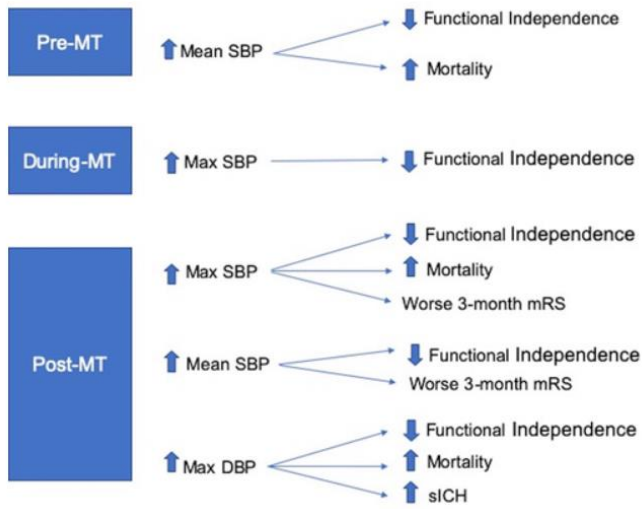 Pre-MT
Mean SBP
Functional Independence
Mortality
During-MT
Max SBP
Functional Independence
Post-MT
Max SBP
Functional Independence
Mortality
Worse 3-month mRS
Mean SBP
Functional Independence
Worse 3-month mRS
Max DBP
Functional Independence
Mortality
sICH